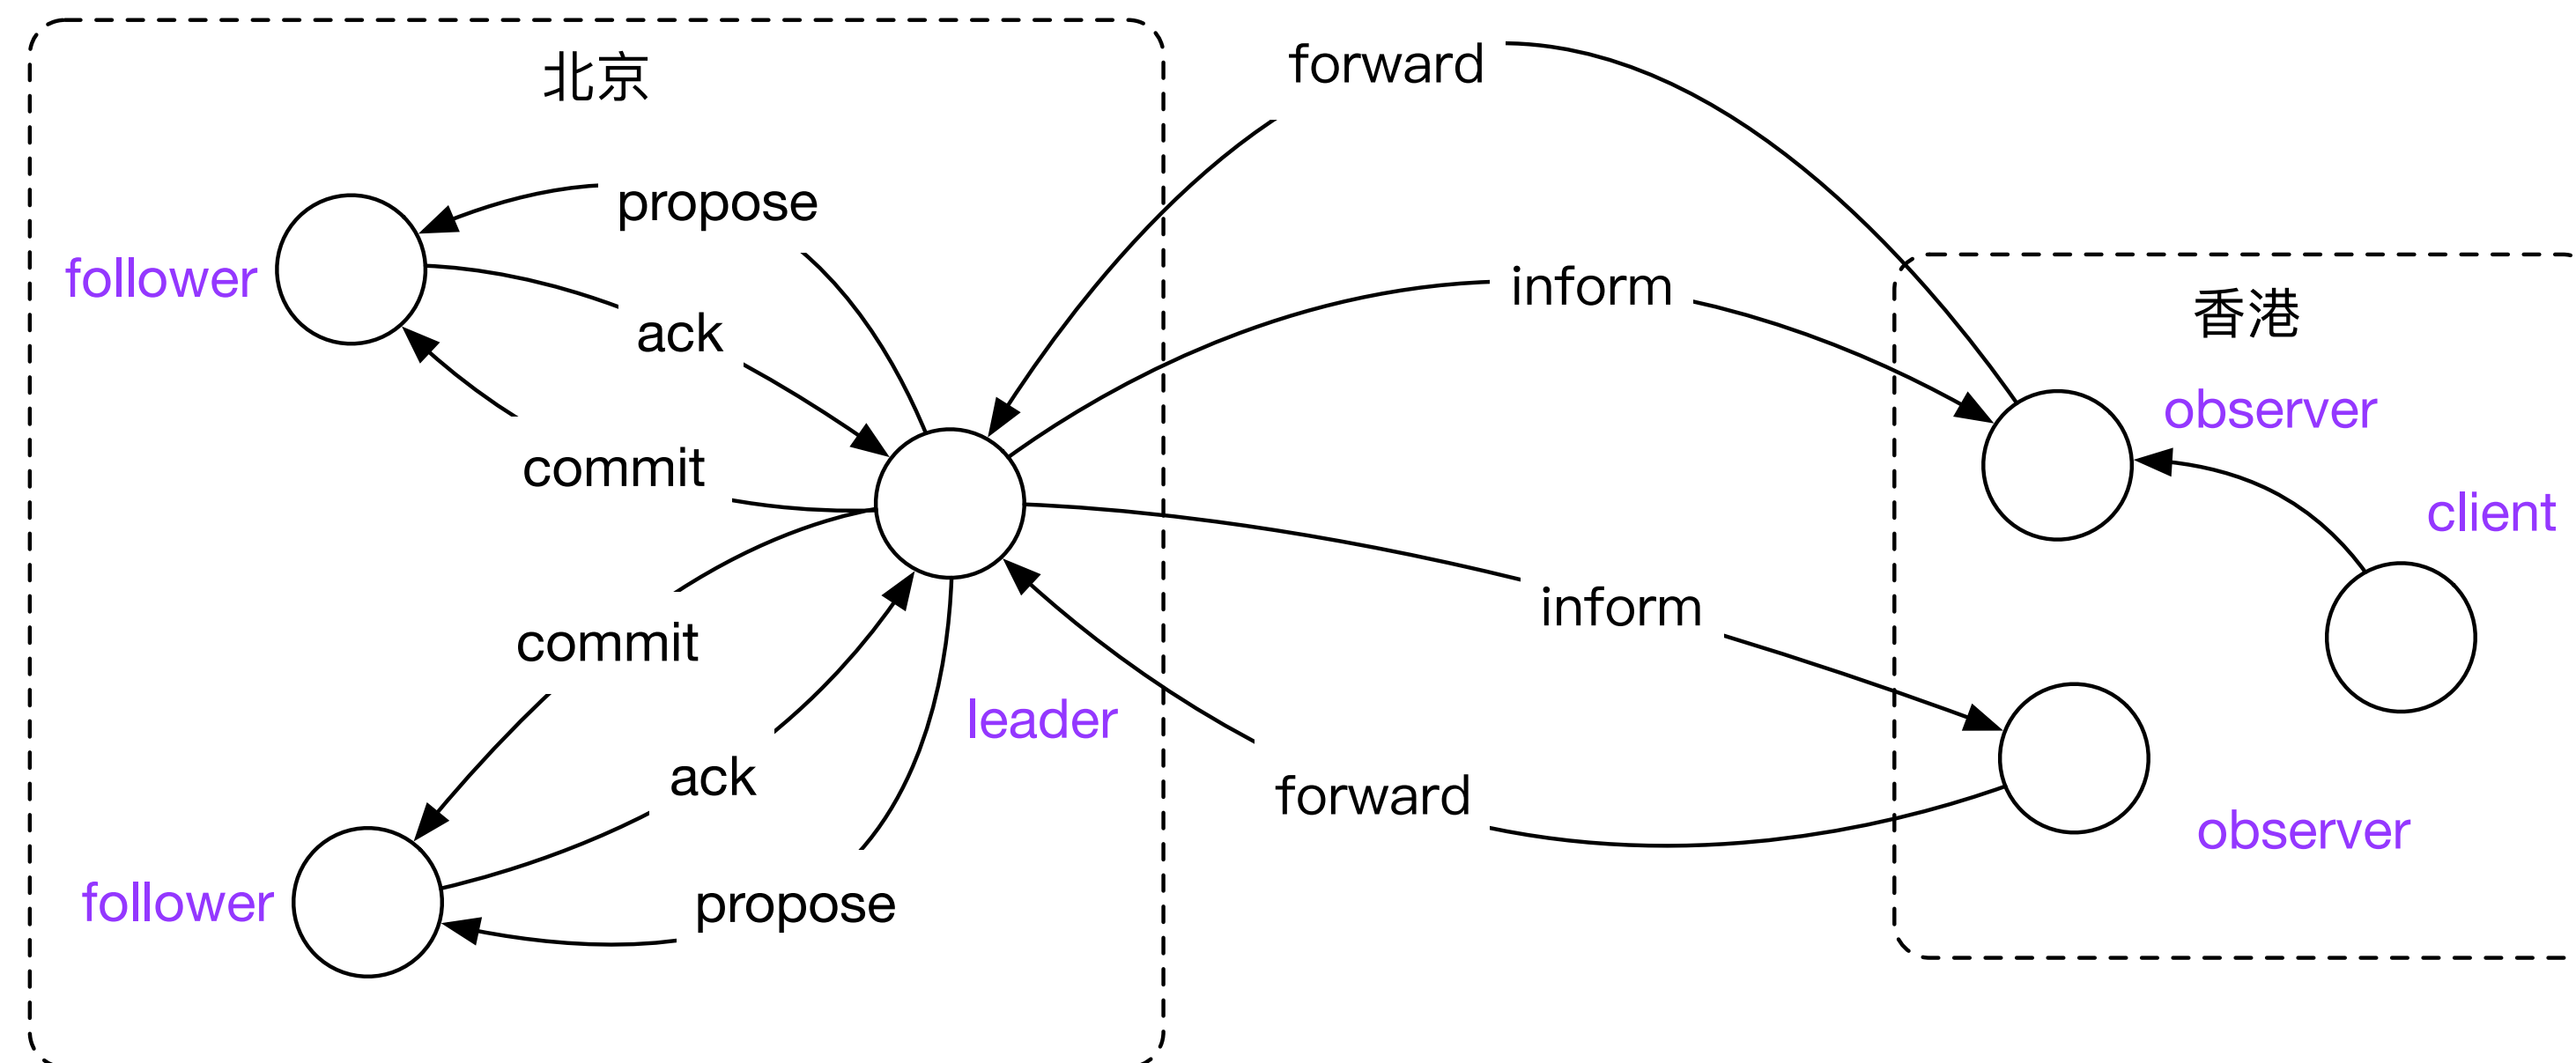 北京
forward
propose
follower
inform
香港
ack
observer
commit
client
inform
commit
leader
ack
forward
observer
follower
propose